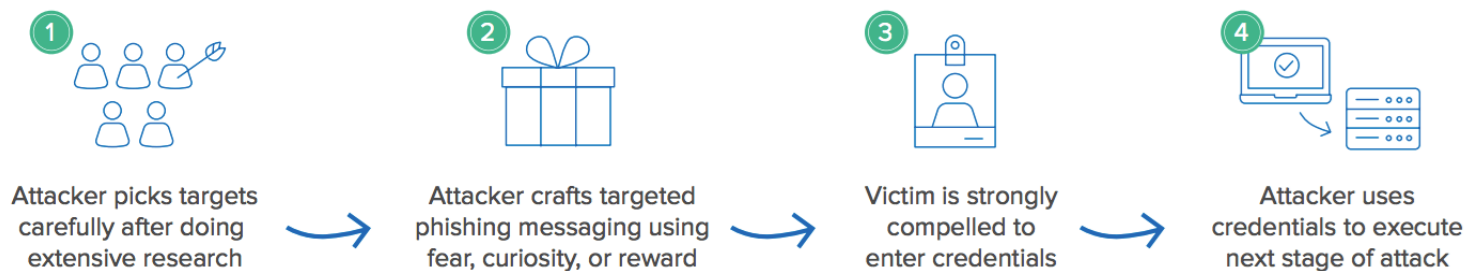 1
Attacker picks targets
carefully after doing
extensive research
2
Attacker crafts targeted
phishing messaging using
fear, curiosity, or reward
3
Victim is strongly
compelled to
enter credentials
4
Attacker uses
credentials to execute
next stage of attack